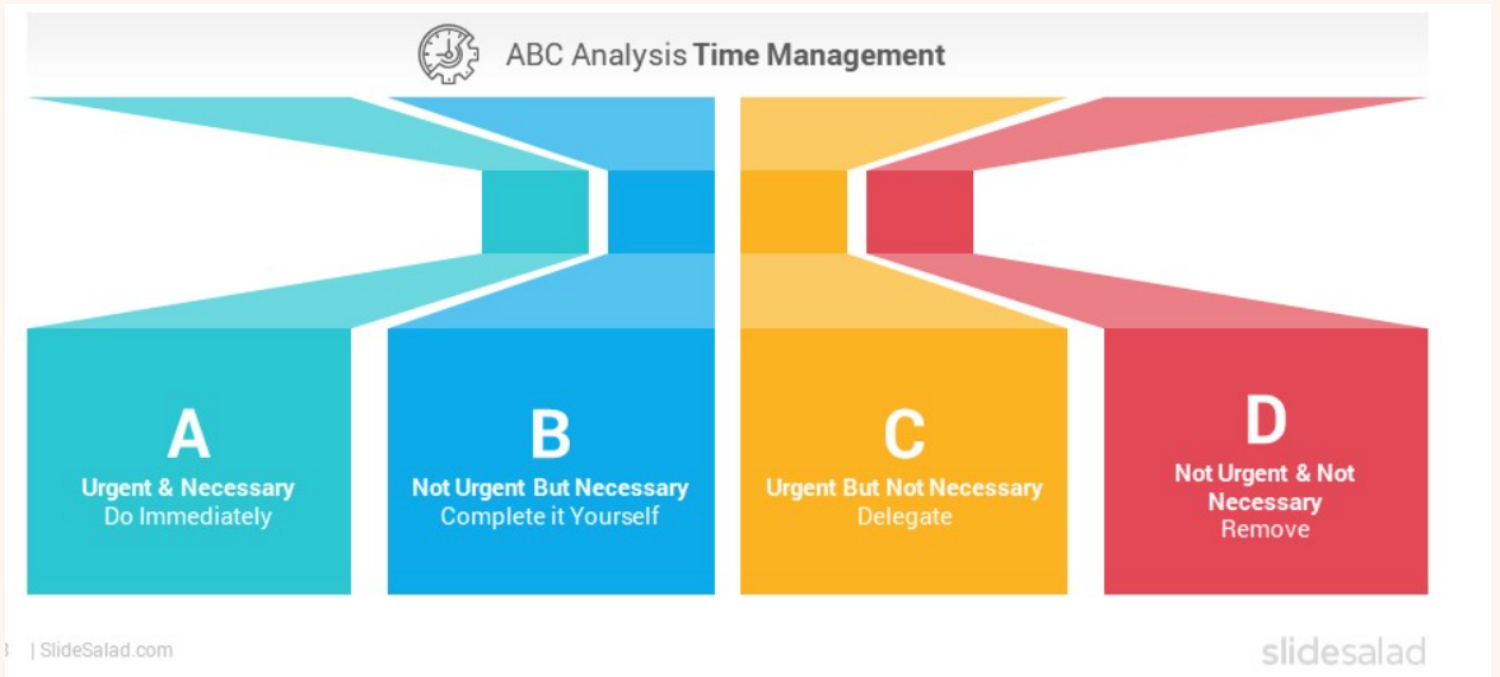 ABC Analysis Time Management
A
Urgent & Necessary
Do Immediately
B
Not Urgent But Necessary
Complete it Yourself
C
Urgent But Not Necessary
Delegate
D
Not Urgent & Not
Necessary
Remove
| SlideSalad.com
slidesalad